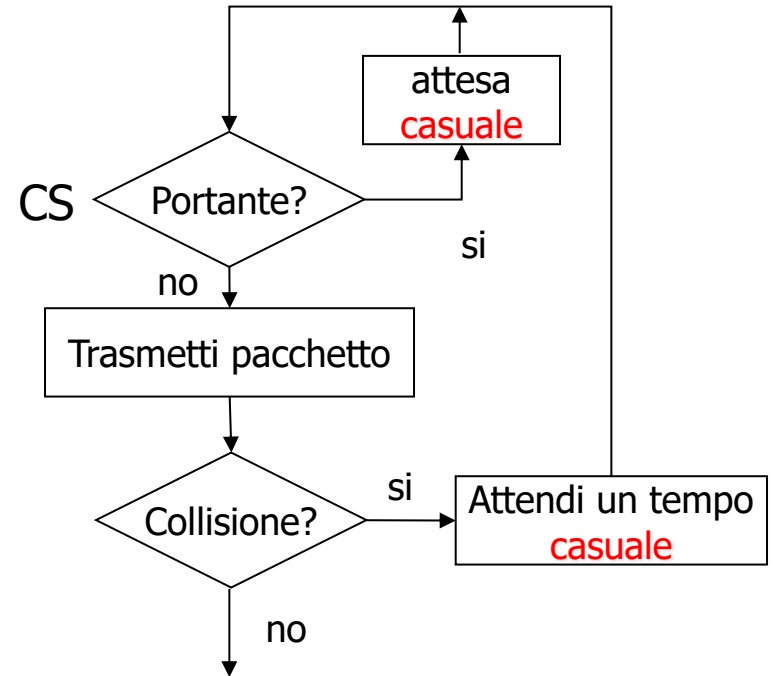 attesa
casuale
CS
Portante?
si
no
Trasmetti pacchetto
Collisione?
si
Attendi un tempo
casuale
no